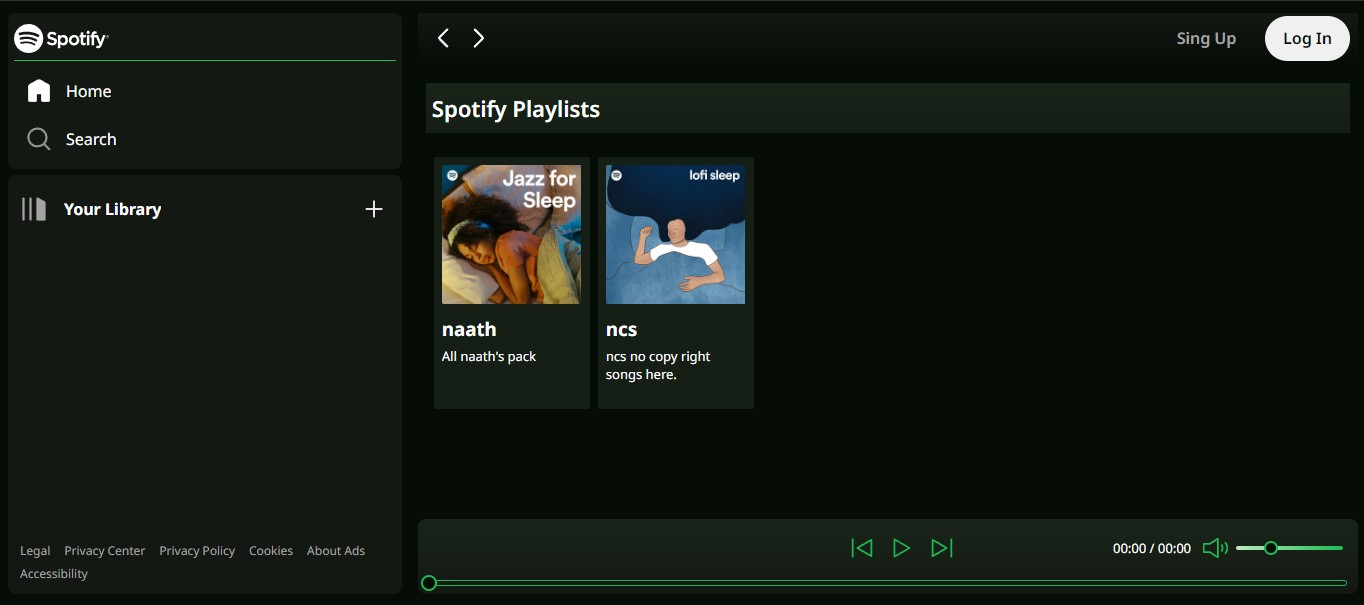 Spotify
Home
Search
Your Library
Legal Privacy Center Privacy Policy Cookies About Ads
Accessibility
Sing Up Log In
Spotify Playlists
Jazz for
Sleep
naath
All naath's pack
lofi sleep
ncs
ncs no copy right
songs here.
00:00 / 00:00